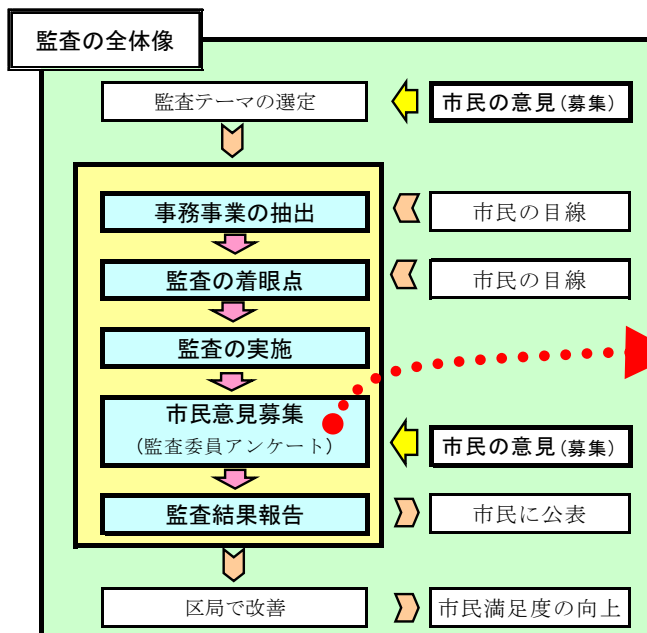 監査の全体像
監査テーマの選定
市民の意見(募集)
事務事業の抽出
市民の目線
監査の着眼点
市民の目線
監査の実施
市民意見募集
(監査委員アンケート)
市民の意見(募集)
監査結果報告
市民に公表
区局で改善
市民満足度の向上